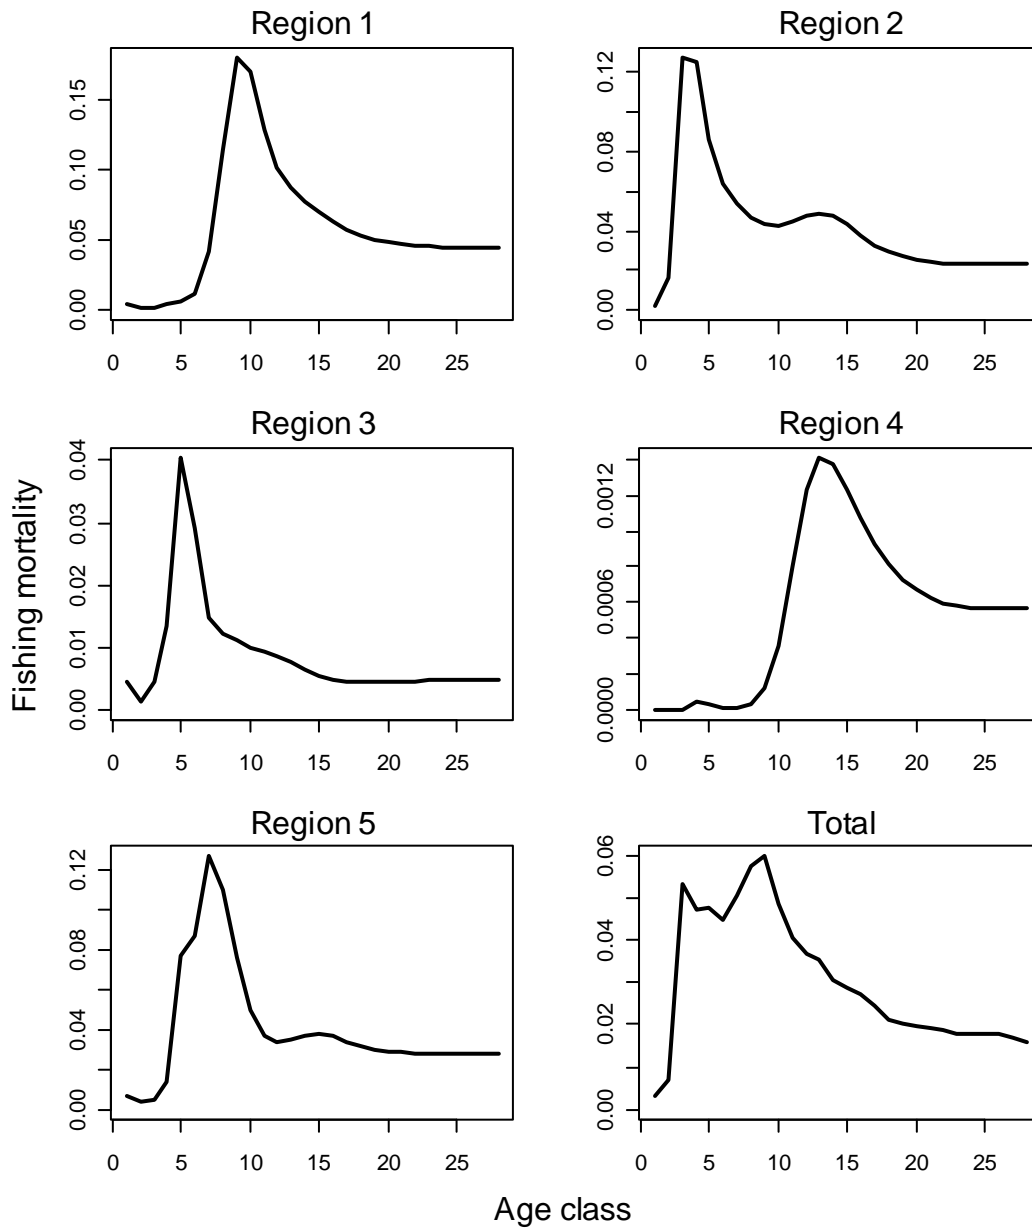 Region 1
Region 2
0.00 0.05 0.10 0.15
0.00 0.04 0.08 0.12
0 5 10 15 20 25
0 5 10 15 20 25
Region 3
Region 4
0.00 0.01 0.02 0.03 0.04
0.0000 0.0006 0.0012
0 5 10 15 20 25
0 5 10 15 20 25
Fishing mortality
Region 5
Total
0.00 0.04 0.08 0.12
0.00 0.02 0.04 0.06
0 5 10 15 20 25
0 5 10 15 20 25
Age class